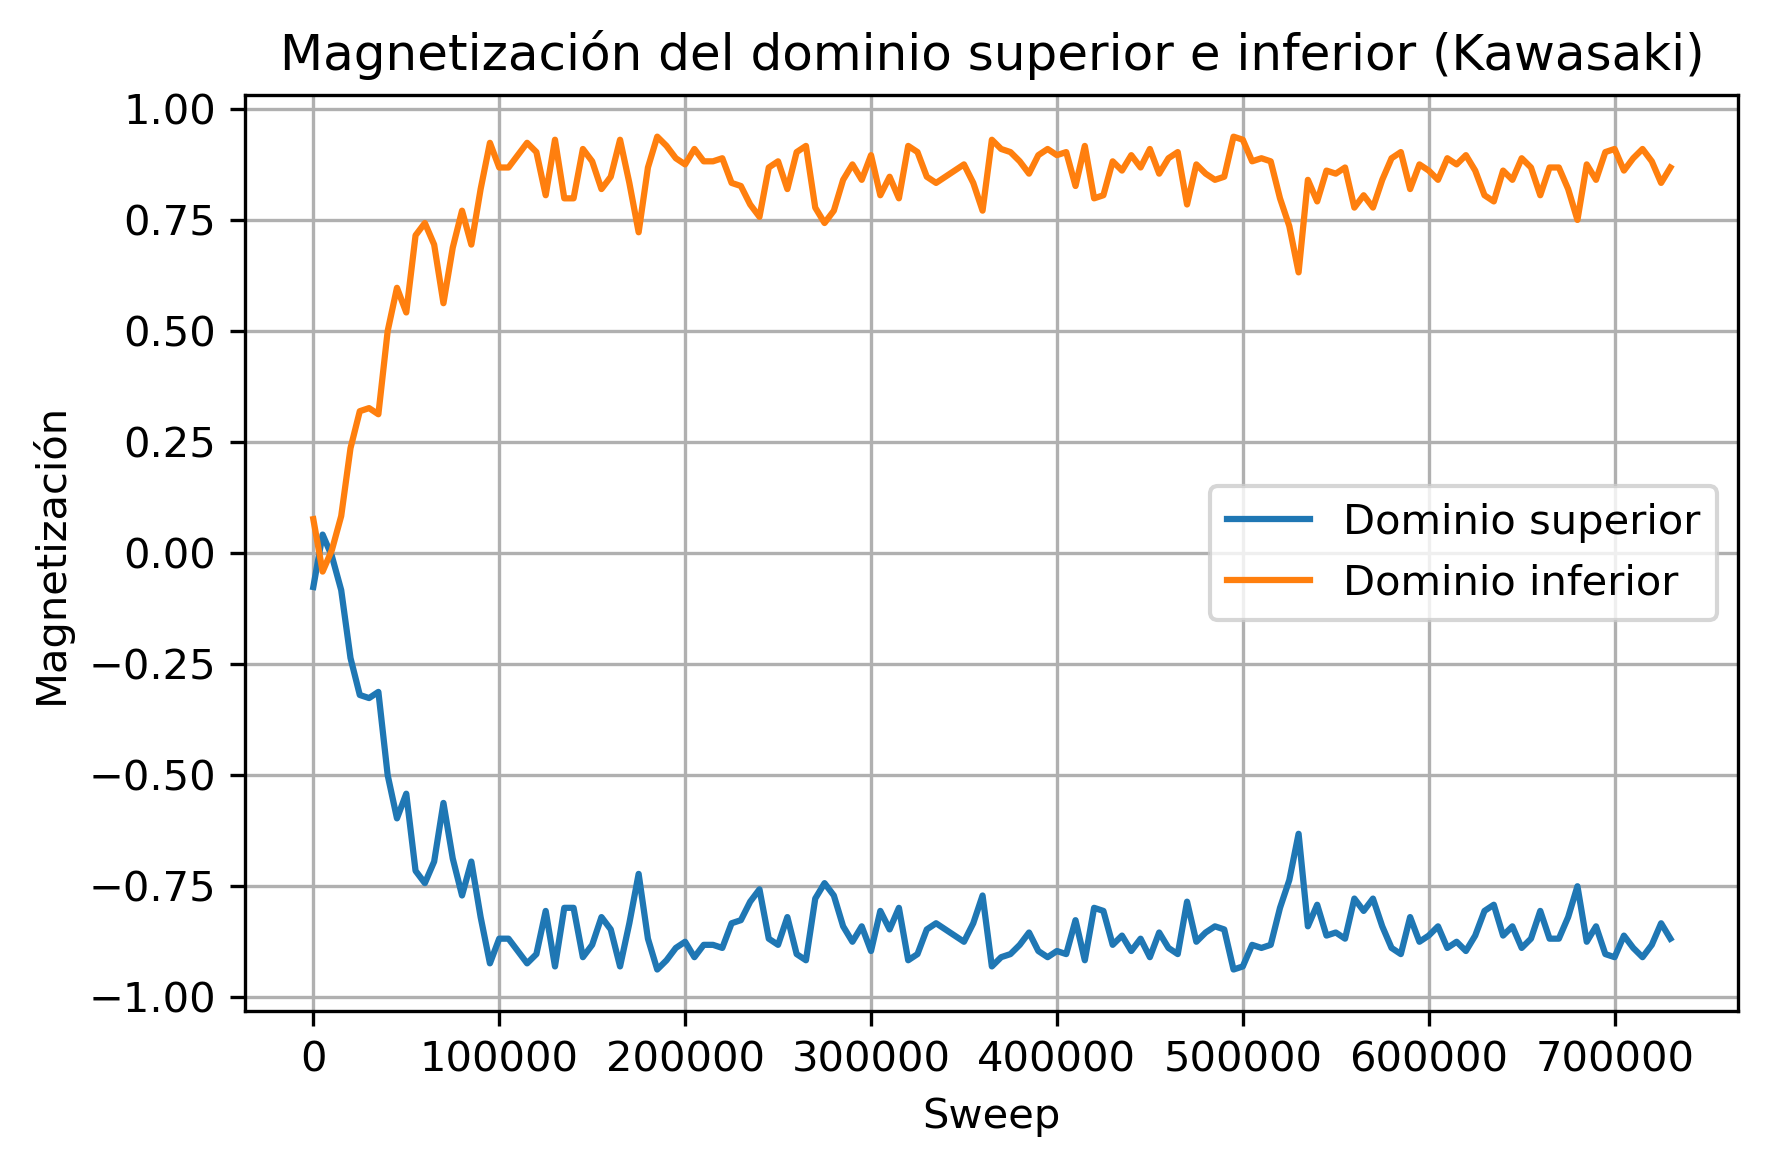 Magnetización del dominio superior e inferior (Kawasaki)
1.00
0.75
0.50
0.25
0.00
−0.25
−0.50
−0.75
−1.00
Magnetización
Dominio superior
Dominio inferior
0 100000 200000 300000 400000 500000 600000 700000
Sweep